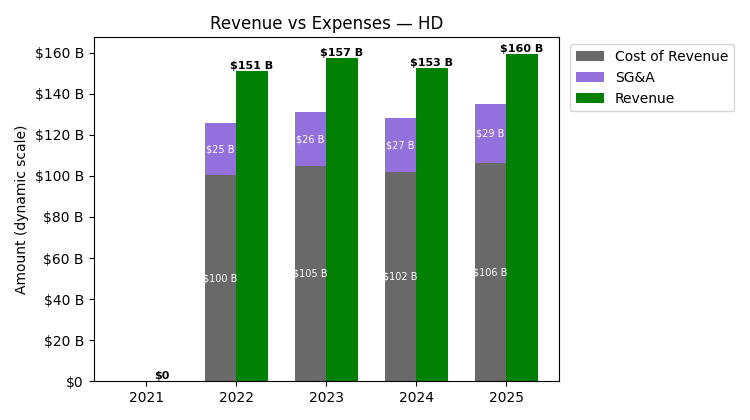 Revenue vs Expenses — HD
Amount (dynamic scale)
$160 B
$140 B
$120 B
$100 B
$80 B
$60 B
$40 B
$20 B
$0
$0
$151 B
$157 B
$153 B
$160 B
$25 B
$26 B
$27 B
$29 B
$100 B
$105 B
$102 B
$106 B
2021
2022
2023
2024
2025
Cost of Revenue
SG&A
Revenue